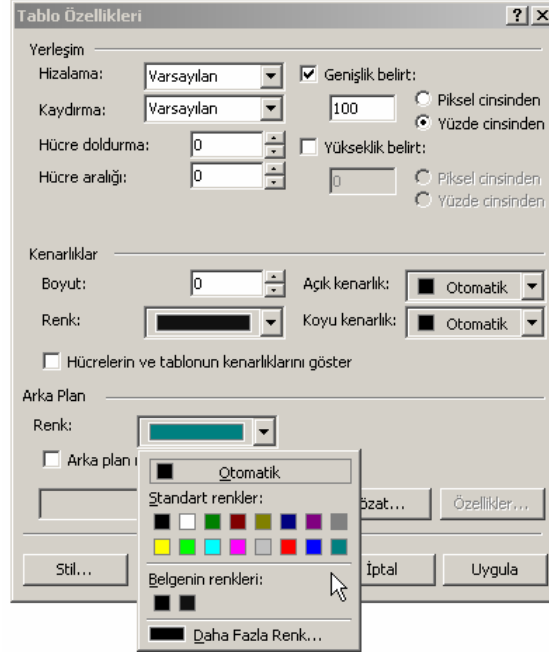 Tablo Özellikleri
Yerleşim
Hizalama: Varsayılan
Genişlik belirt:
Kaydırma: Varsayılan
100
Piksel cinsinden
Yüzde cinsinden
Hücre doldurma: 0
Yükseklik belirt:
Hücre aralığı: 0
0
Piksel cinsinden
Yüzde cinsinden
Kenarlıklar
Boyut: 0
Açık kenarlık: Otomatik
Renk:
Koyu kenarlık: Otomatik
Hücrelerin ve tablonun kenarlıklarını göster
Arka Plan
Renk:
Arka plan
Otomatik
Standart renkler:
özat... Özellikler...
Stil... İptal Uygula
Belgenin renkleri:
Daha Fazla Renk...